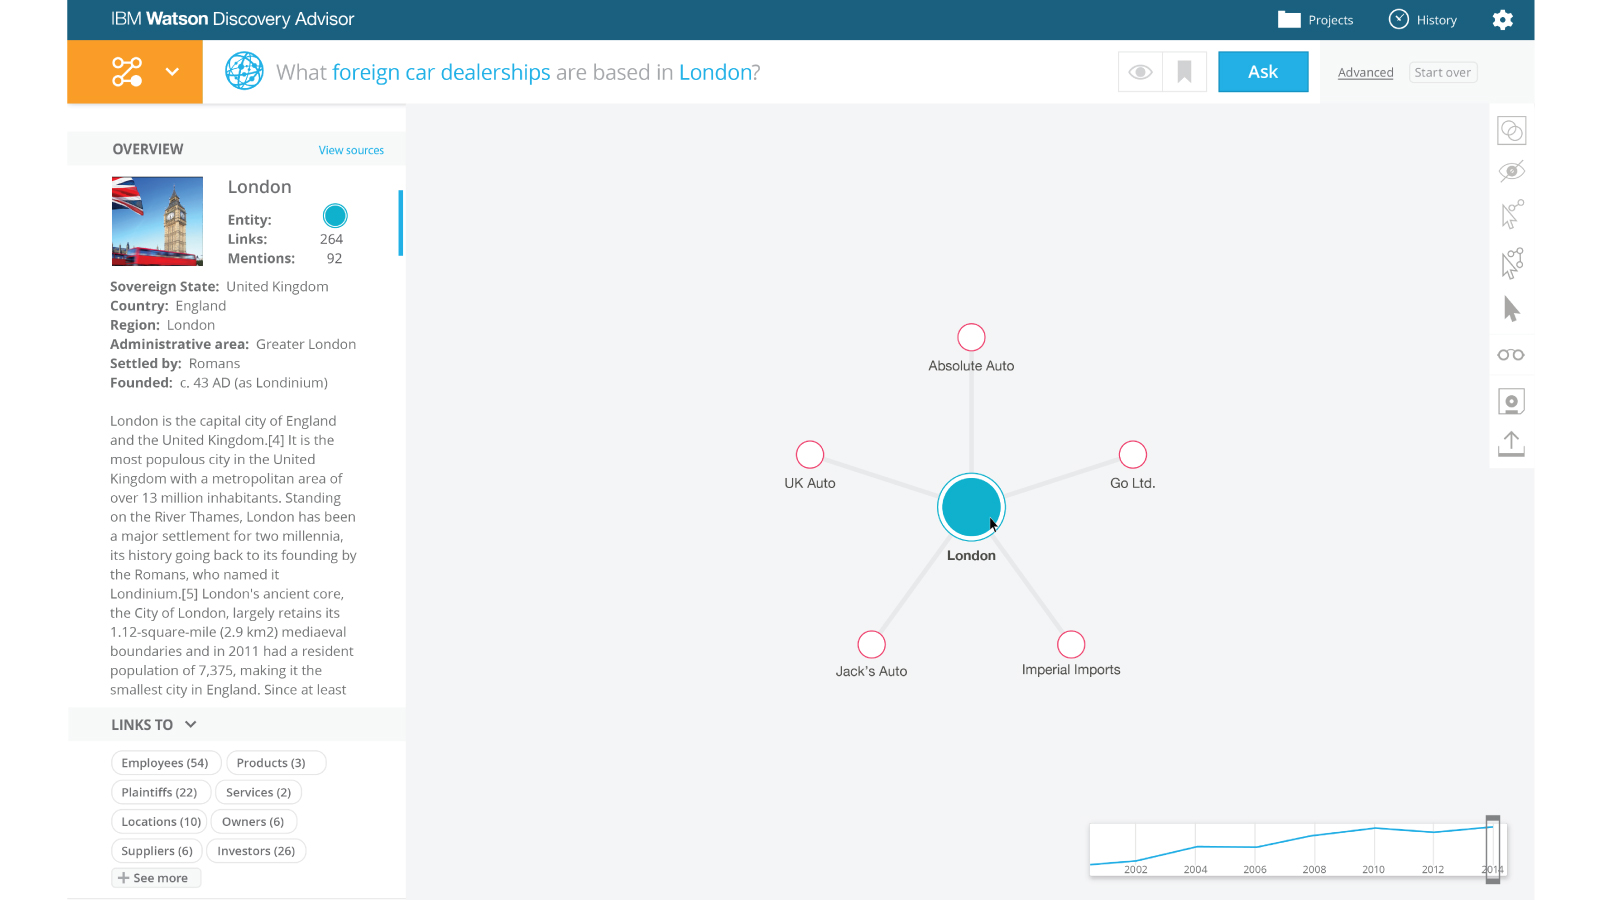 IBM Watson Discovery Advisor
Projects
History
What foreign car dealerships are based in London?
Ask
Advanced
Start over
OVERVIEW
View sources
London
Entity:
Links: 264
Mentions: 92
Sovereign State: United Kingdom
Country: England
Region: London
Administrative area: Greater London
Settled by: Romans
Founded: c. 43 AD (as Londinium)
London is the capital city of England
and the United Kingdom.[4] It is the
most populous city in the United
Kingdom with a metropolitan area of
over 13 million inhabitants. Standing
on the River Thames, London has been
a major settlement for two millennia,
its history going back to its founding by
the Romans, who named it
Londinium.[5] London's ancient core,
the City of London, largely retains its
1.12-square-mile (2.9 km2) mediaeval
boundaries and in 2011 had a resident
population of 7,375, making it the
smallest city in England. Since at least
LINKS TO
Employees (54)
Products (3)
Plaintiffs (22)
Services (2)
Locations (10)
Owners (6)
Suppliers (6)
Investors (26)
+ See more
Absolute Auto
UK Auto
Go Ltd.
London
Jack's Auto
Imperial Imports
2002 2004 2006 2008 2010 2012 2014